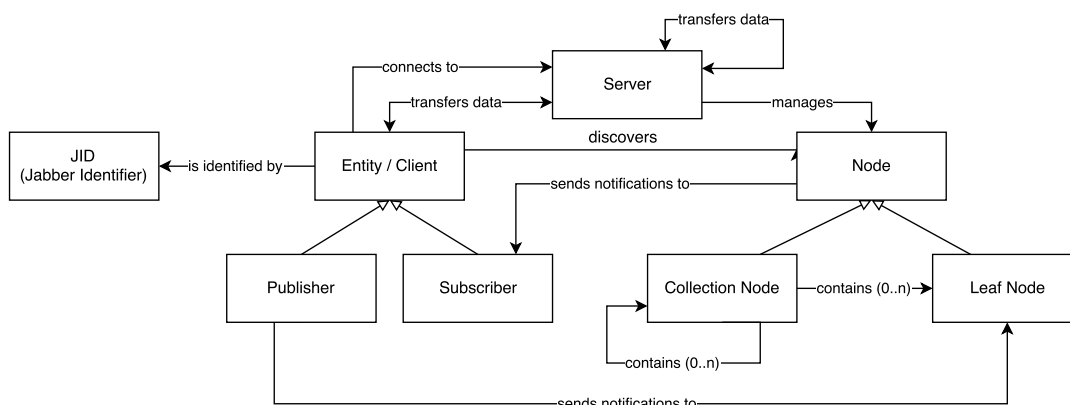 transfers data
connects to
Server
transfers data
manages
discovers
JID
(Jabber Identifier)
is identified by
Entity / Client
Node
sends notifications to
Publisher
Subscriber
Collection Node
contains (0..n)
Leaf Node
contains (0..n)
sends notifications to